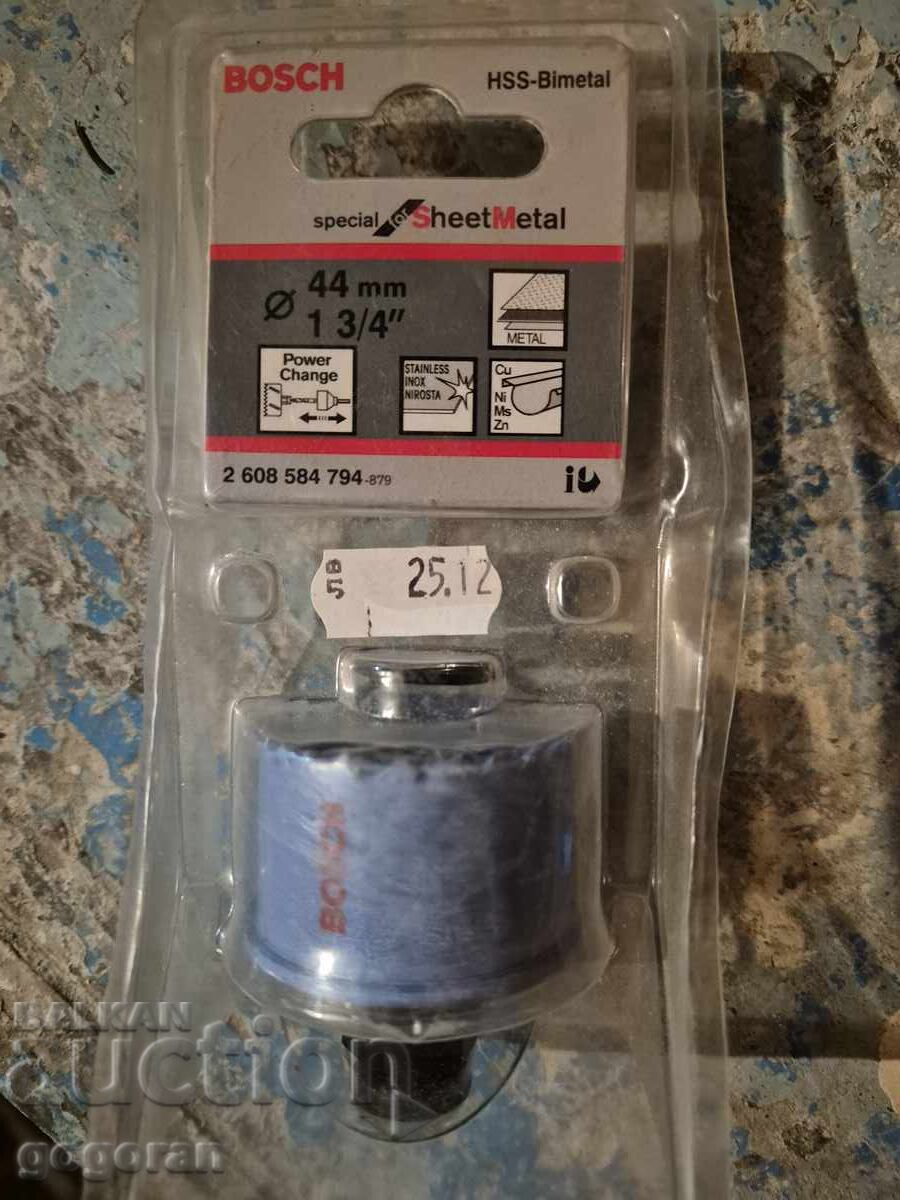 BOSCH
HSS-Bimetal
special for SheetMetal
Ø 44 mm
1 3/4"
METAL
Power
Change
STAINLESS
INOX
NIROSTA
Cu
Ni
Ms
Zn
2 608 584 794-879
25.12
BOSCH
BALKAN
auction
gogoran